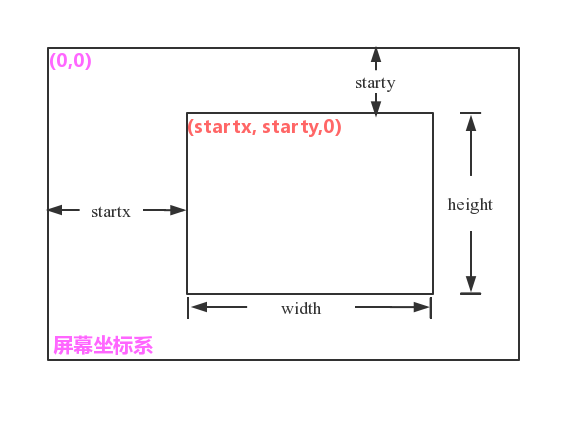 (0,0)
starty
(startx, starty,0)
startx
height
width
屏幕坐标系